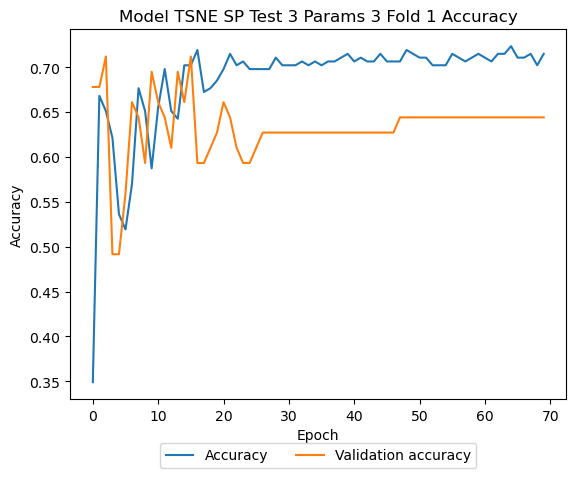 Model TSNE SP Test 3 Params 3 Fold 1 Accuracy
0.70
0.65
0.60
0.55
0.50
0.45
0.40
0.35
Accuracy
0 10 20 30 40 50 60 70
Epoch
Accuracy Validation accuracy